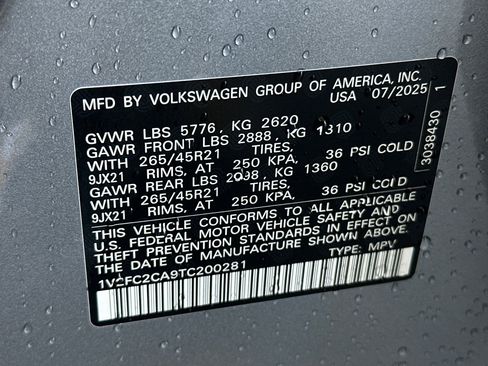 MFD BY VOLKSWAGEN GROUP OF AMERICA, INC.
USA 07/2025
GVWR LBS 5776, KG 2620
GAWR FRONT LBS 2888, KG 1310
WITH 265/45R21 TIRES,
9JX21 RIMS, AT 250 KPA, 36 PSI COLD
GAWR REAR LBS 2998, KG 1360
WITH 265/45R21 TIRES,
9JX21 RIMS, AT 250 KPA, 36 PSI COLD
THIS VEHICLE CONFORMS TO ALL APPLICABLE
U.S. FEDERAL MOTOR VEHICLE SAFETY AND
THEFT PREVENTION STANDARDS IN EFFECT ON
THE DATE OF MANUFACTURE SHOWN ABOVE.
1V2FC2CA9TC200281 TYPE: MPV
3038430 1